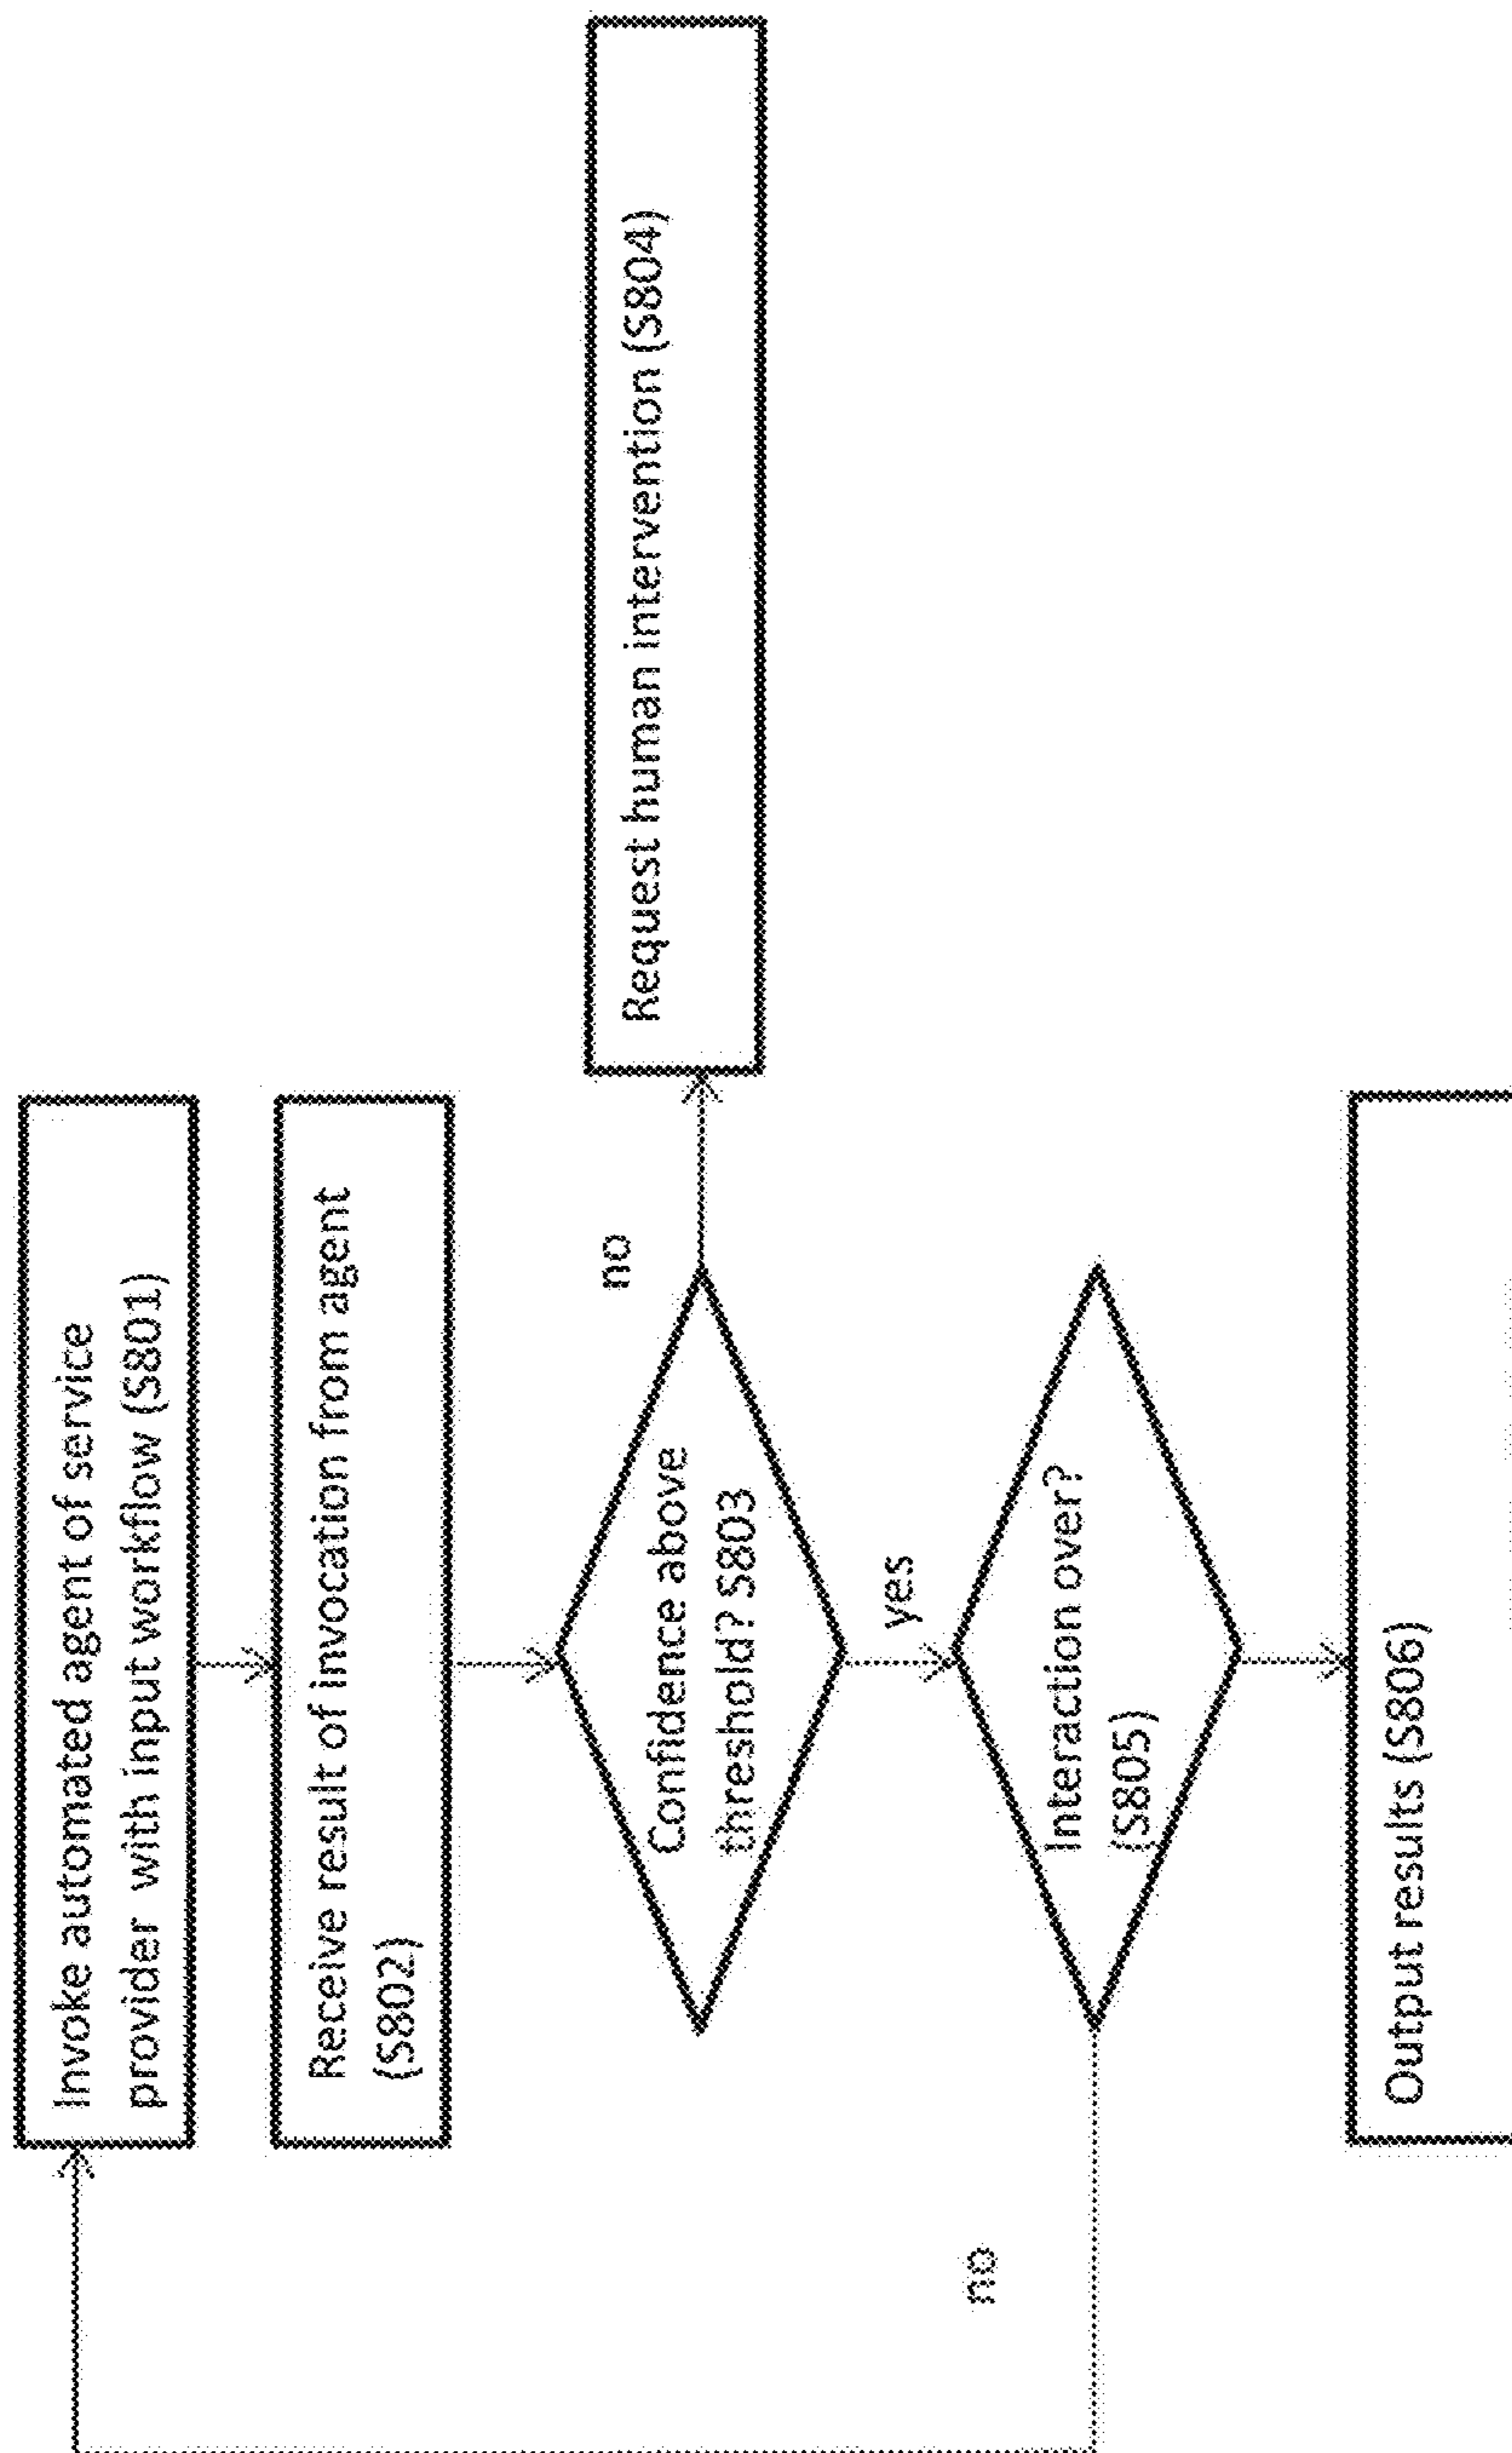 Invoke automated agent of service
provider with input workflow (S801)
Receive result of invocation from agent
(S802)
Confidence above
threshold? S803
no
Request human intervention (S804)
yes
Interaction over?
(S805)
no
Output results (S806)